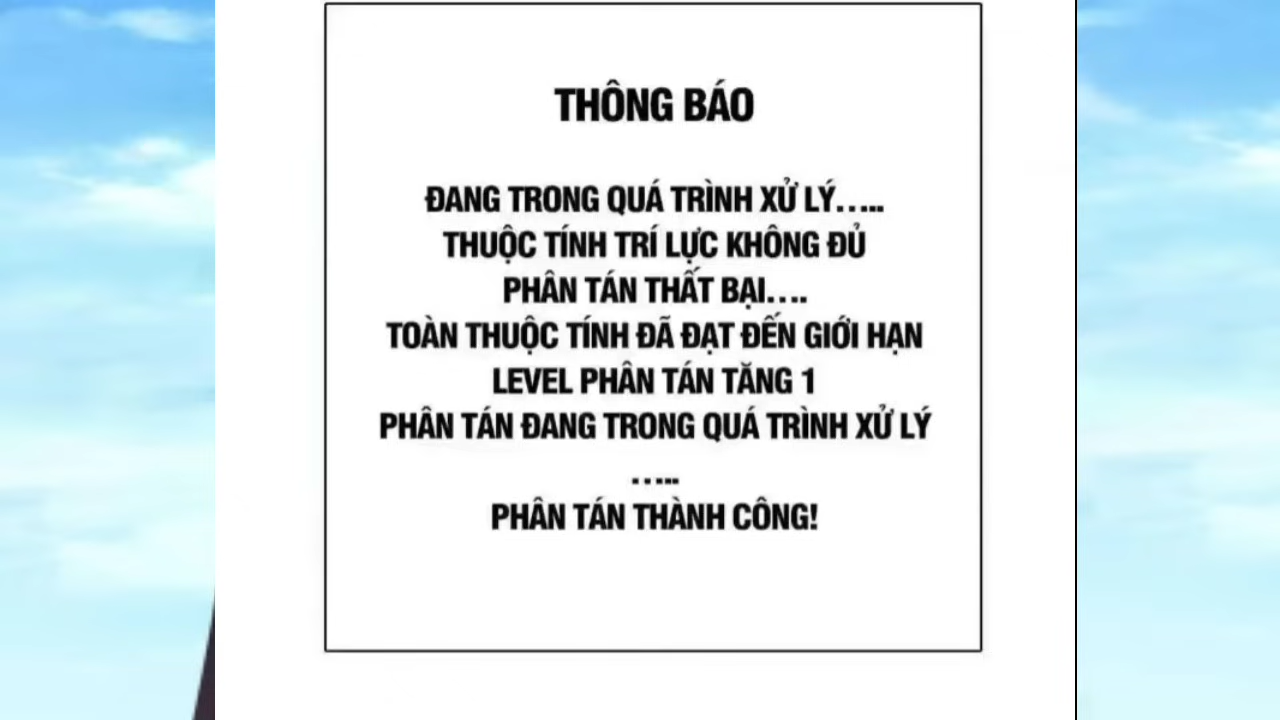 THÔNG BÁO
ĐANG TRONG QUÁ TRÌNH XỬ LÝ.....
THUỘC TÍNH TRÍ LỰC KHÔNG ĐỦ
PHÂN TÁN THẤT BẠI....
TOÀN THUỘC TÍNH ĐÃ ĐẠT ĐẾN GIỚI HẠN
LEVEL PHÂN TÁN TĂNG 1
PHÂN TÁN ĐANG TRONG QUÁ TRÌNH XỬ LÝ
.....
PHÂN TÁN THÀNH CÔNG!